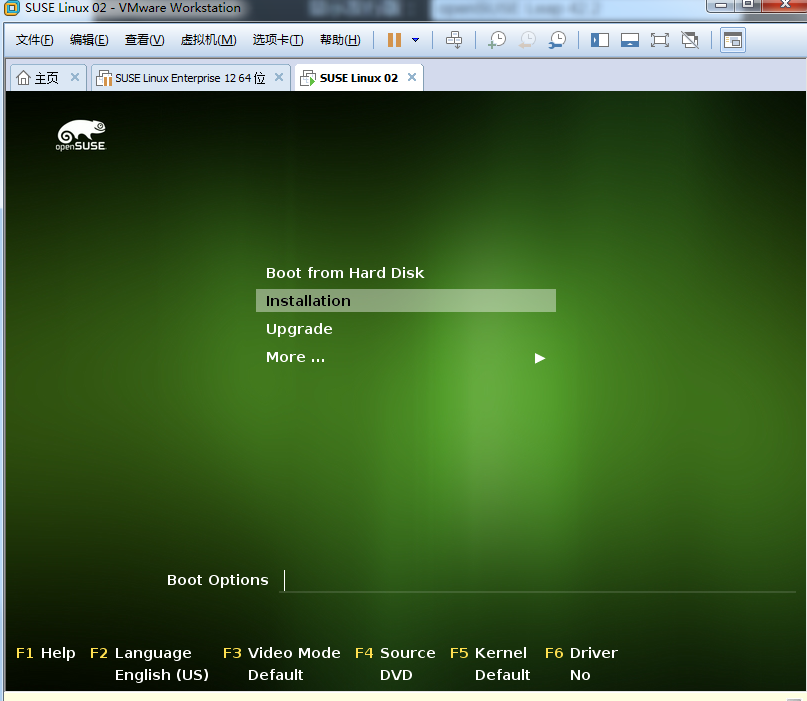 SUSE Linux 02 - VMware Workstation
文件(F) 编辑(E) 查看(V) 虚拟机(M) 选项卡(T) 帮助(H)
主页 SUSE Linux Enterprise 12 64 位 SUSE Linux 02
openSUSE
Boot from Hard Disk
Installation
Upgrade
More ...
Boot Options
F1 Help F2 Language F3 Video Mode F4 Source F5 Kernel F6 Driver
English (US) Default DVD Default No